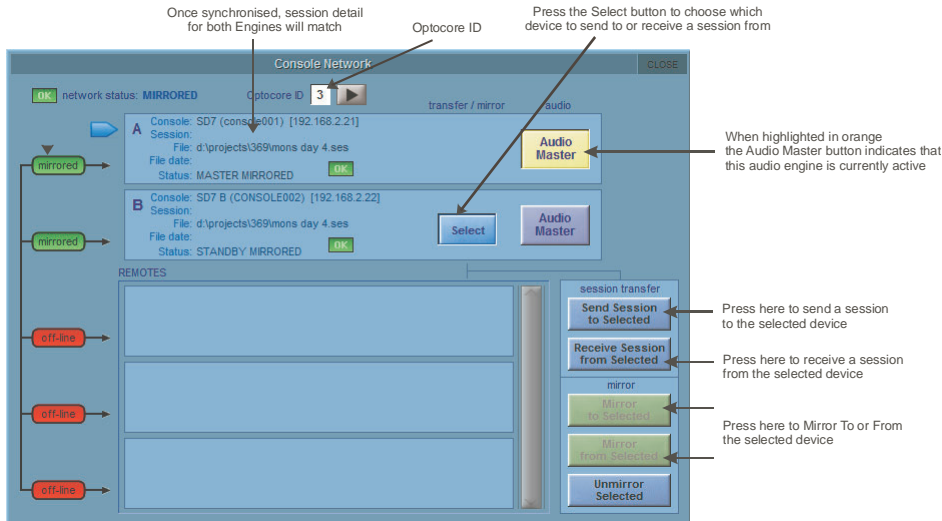 Once synchronised, session detail
for both Engines will match
Optocore ID
Press the Select button to choose which
device to send to or receive a session from
Console Network
CLOSE
OK network status: MIRRORED
Optocore ID 3
transfer / mirror
audio
A Console: SD7 (console001) [192.168.2.21]
Session:
File: d:\projects\369\mons day 4.ses
File date:
Status: MASTER MIRRORED
OK
Audio
Master
When highlighted in orange
the Audio Master button indicates that
this audio engine is currently active
mirrored
B Console: SD7 B (CONSOLE002) [192.168.2.22]
Session:
File: d:\projects\369\mons day 4.ses
File date:
Status: STANDBY MIRRORED
OK
Select
Audio
Master
mirrored
REMOTES
off-line
off-line
off-line
session transfer
Send Session
to Selected
Press here to send a session
to the selected device
Receive Session
from Selected
Press here to receive a session
from the selected device
mirror
Mirror
to Selected
Mirror
from Selected
Press here to Mirror To or From
the selected device
Unmirror
Selected